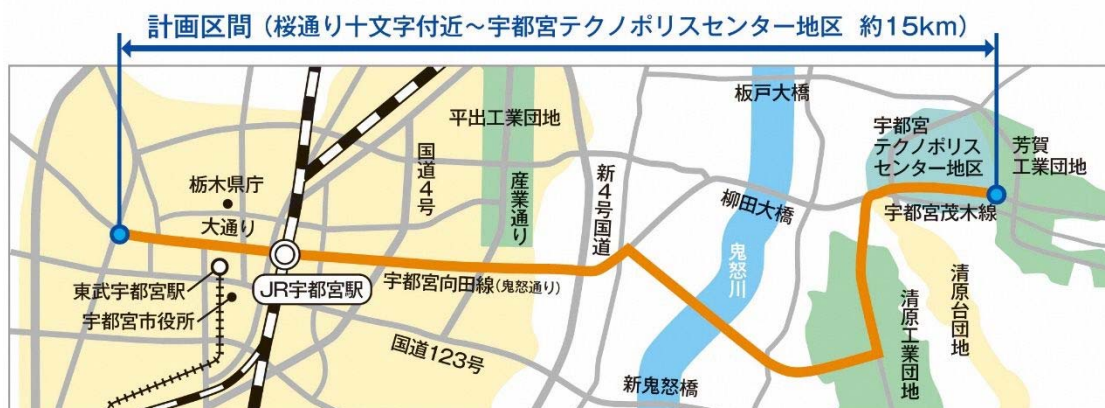 計画区間（桜通り十文字付近～宇都宮テクノポリスセンター地区 約15km）
板戸大橋
平出工業団地
宇都宮
テクノポリス
センター地区
芳賀
工業団地
国道4号
産業通り
新4号国道
栃木県庁
大通り
柳田大橋
宇都宮茂木線
鬼怒川
東武宇都宮駅
JR宇都宮駅
宇都宮向田線(鬼怒通り)
宇都宮市役所
国道123号
清原工業団地
清原台団地
新鬼怒橋